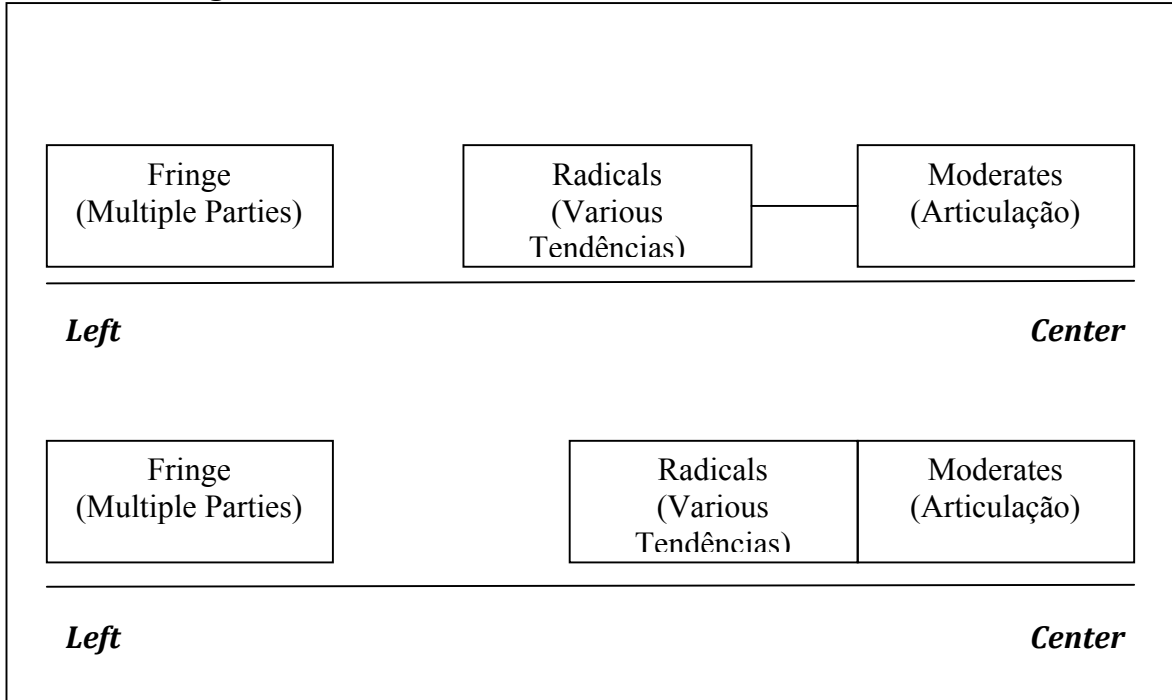 Fringe
(Multiple Parties)
Radicals
(Various
Tendências)
Moderates
(Articulação)
Left
Center
Fringe
(Multiple Parties)
Radicals
(Various
Tendências)
Moderates
(Articulação)
Left
Center